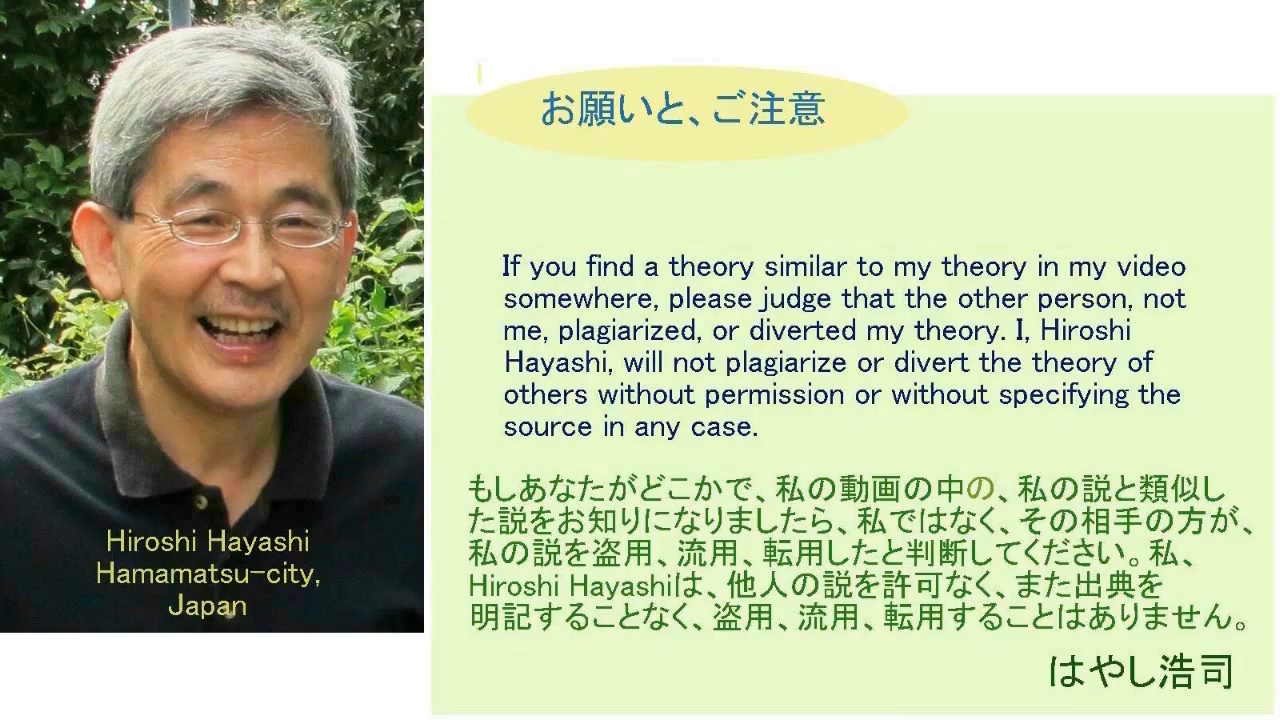 お願いと、ご注意
If you find a theory similar to my theory in my video
somewhere, please judge that the other person, not
me, plagiarized, or diverted my theory. I, Hiroshi
Hayashi, will not plagiarize or divert the theory of
others without permission or without specifying the
source in any case.
もしあなたがどこかで、私の動画の中の、私の説と類似し
た説をお知りになりましたら、私ではなく、その相手の方が、
私の説を盗用、流用、転用したと判断してください。私、
Hiroshi Hayashiは、他人の説を許可なく、また出典を
明記することなく、盗用、流用、転用することはありません。
はやし浩司
Hiroshi Hayashi
Hamamatsu-city,
Japan